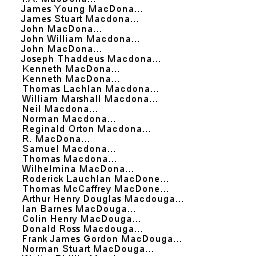 James Young MacDona...
James Stuart Macdona...
John MacDona...
John William Macdona...
John MacDona...
Joseph Thaddeus Macdona...
Kenneth MacDona...
Kenneth MacDona...
Thomas Lachlan Macdona...
William Marshall Macdona...
Neil Macdona...
Norman Macdona...
Reginald Orton Macdona...
R. MacDona...
Samuel Macdona...
Thomas Macdona...
Wilhelmina MacDona...
Roderick Lauchlan MacDone...
Thomas McCaffrey MacDone...
Arthur Henry Douglas Macdouga...
Ian Barnes MacDouga...
Colin Henry MacDouga...
Donald Ross Macdouga...
Frank James Gordon MacDouga...
Norman Stuart MacDouga...